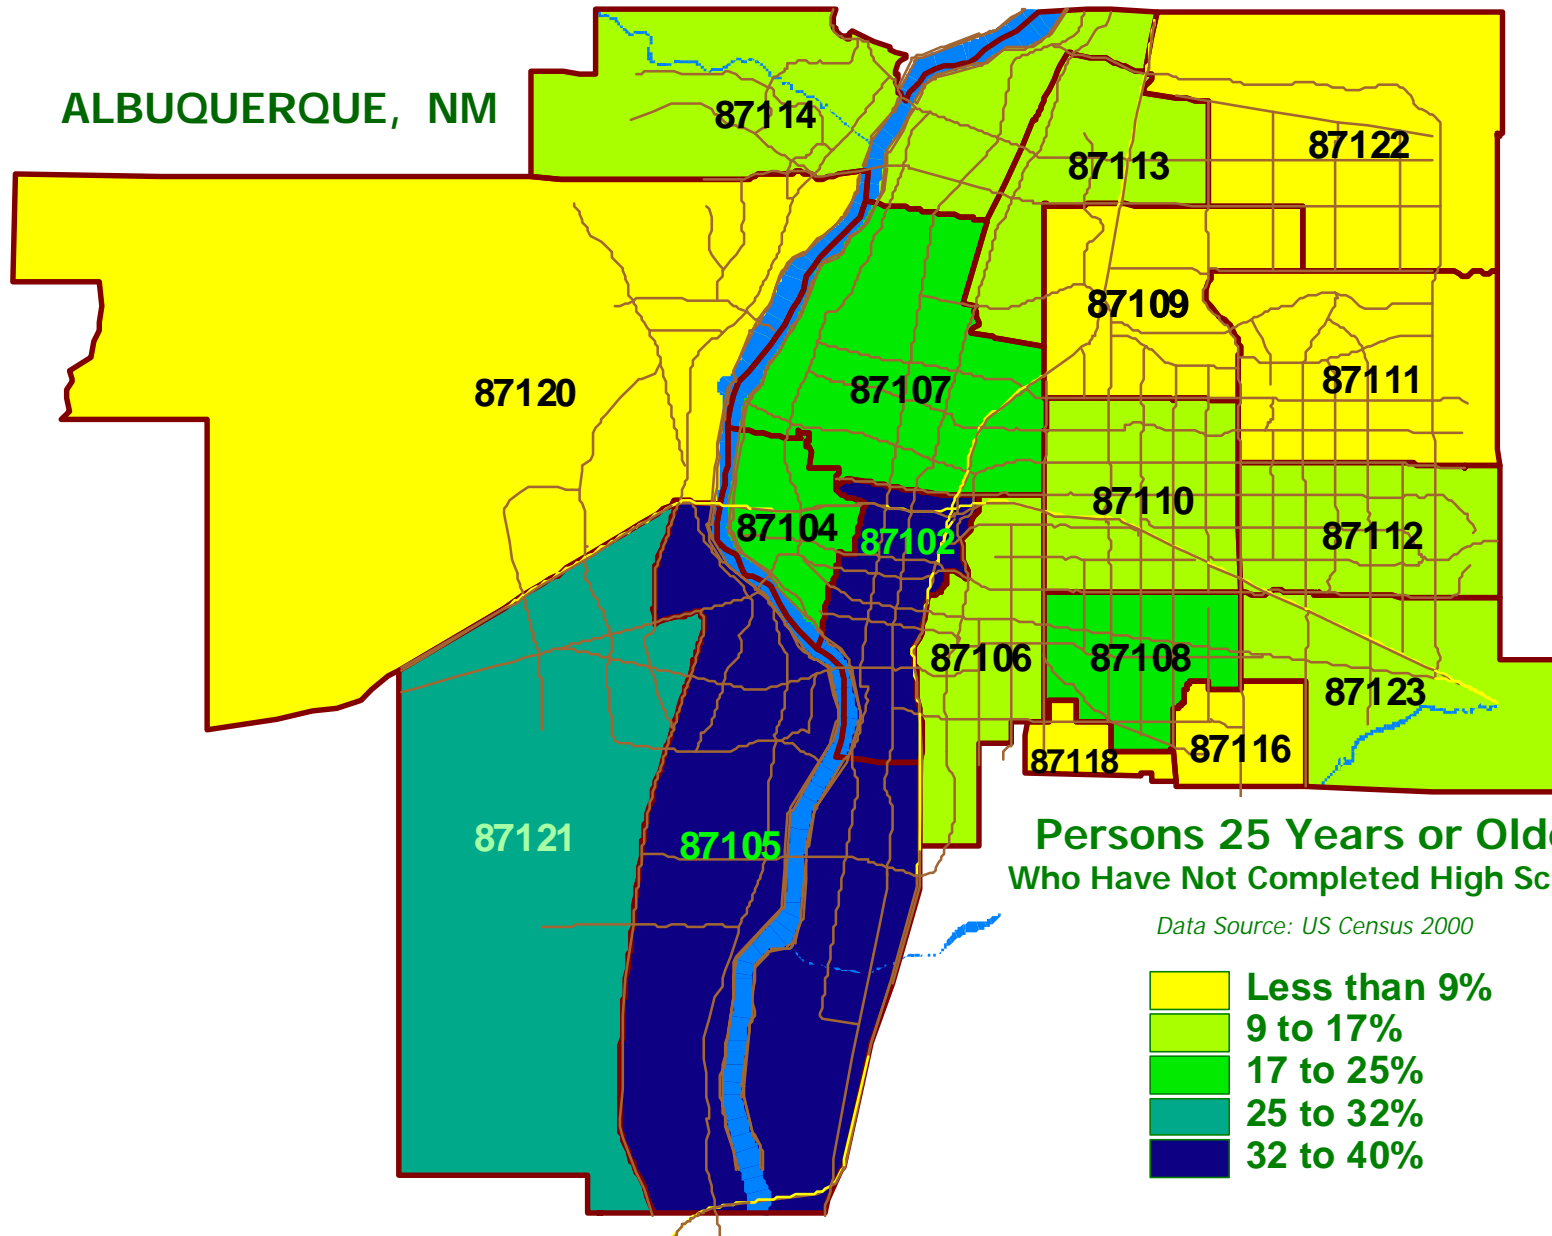 ALBUQUERQUE, NM
87114
87122
87113
87109
87120
87107
87111
87110
87104
87102
87112
87106
87108
87123
87116
87118
87121
87105
Persons 25 Years or Olde
Who Have Not Completed High Sc
Data Source: US Census 2000
Less than 9%
9 to 17%
17 to 25%
25 to 32%
32 to 40%